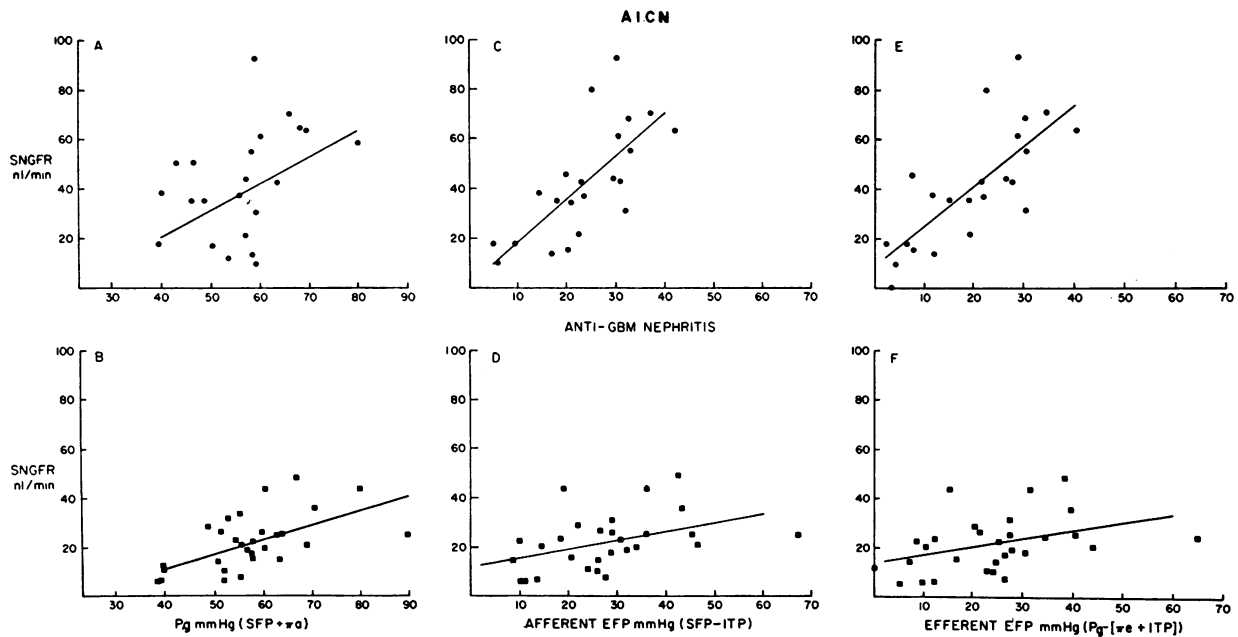 AICN
A
100
80
60
40
20
SNGFR
nl/min
30 40 50 60 70 80 90
C
100
80
60
40
20
10 20 30 40 50 60 70
E
100
80
60
40
20
10 20 30 40 50 60 70
ANTI-GBM NEPHRITIS
B
100
80
60
40
20
SNGFR
nl/min
30 40 50 60 70 80 90
Pg mmHg (SFP + πa)
D
100
80
60
40
20
10 20 30 40 50 60 70
AFFERENT EFP mmHg (SFP-ITP)
F
100
80
60
40
20
10 20 30 40 50 60 70
EFFERENT EFP mmHg (Pg-[πe + ITP])